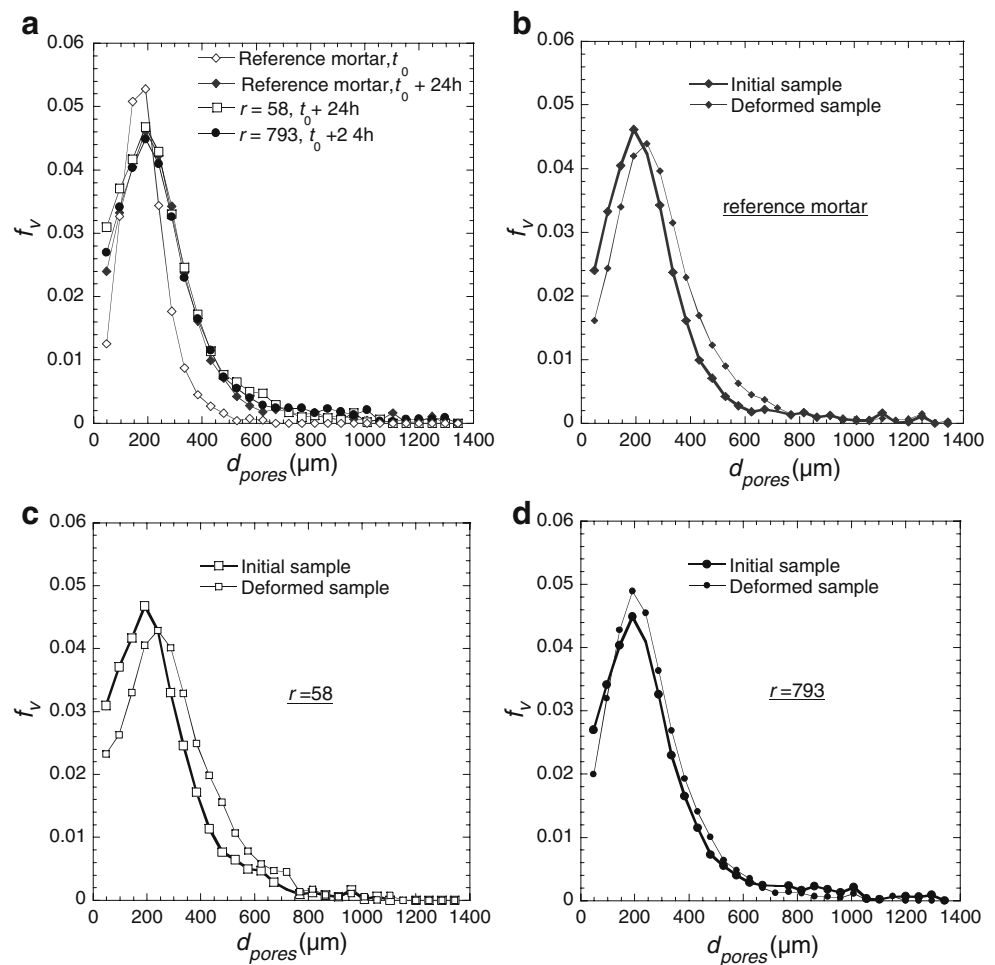 a
0.06
0.05
0.04
0.03
0.02
0.01
0
f_v
0 200 400 600 800 1000 1200 1400
d_pores (µm)
Reference mortar, t_0
Reference mortar, t_0 + 24h
r = 58, t_0 + 24h
r = 793, t_0 +2 4h
b
0.06
0.05
0.04
0.03
0.02
0.01
0
f_v
0 200 400 600 800 1000 1200 1400
d_pores (µm)
Initial sample
Deformed sample
reference mortar
c
0.06
0.05
0.04
0.03
0.02
0.01
0
f_v
0 200 400 600 800 1000 1200 1400
d_pores (µm)
Initial sample
Deformed sample
r =58
d
0.06
0.05
0.04
0.03
0.02
0.01
0
f_v
0 200 400 600 800 1000 1200 1400
d_pores (µm)
Initial sample
Deformed sample
r =793